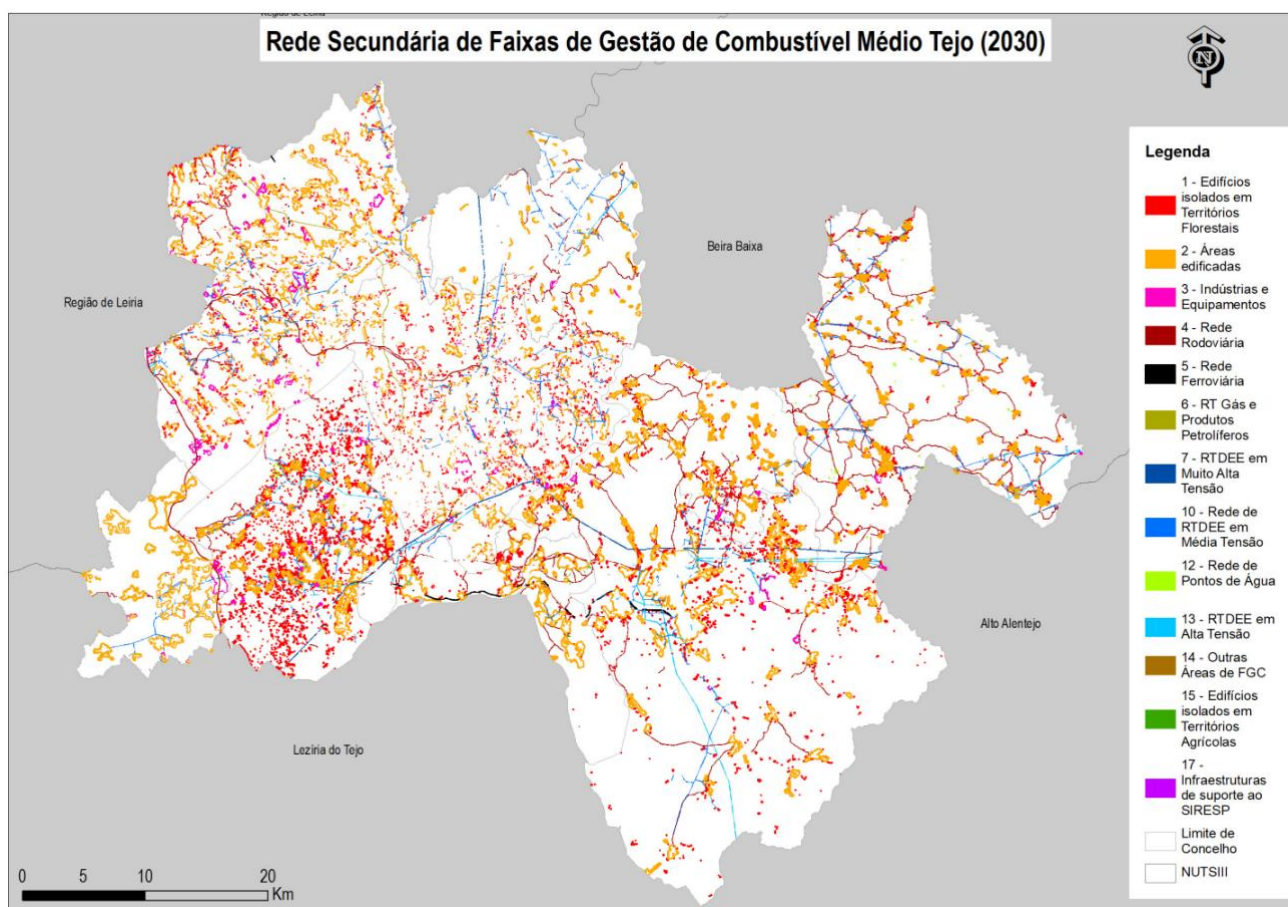 Região de Leiria
Rede Secundária de Faixas de Gestão de Combustível Médio Tejo (2030)
N
Beira Baixa
Região de Leiria
Alto Alentejo
Lezíria do Tejo
0 10 20
Km
Legenda
1 - Edifícios
isolados em
Territórios
Florestais
2 - Áreas
edificadas
3 - Indústrias e
Equipamentos
4 - Rede
Rodoviária
5 - Rede
Ferroviária
6 - RT Gás e
Produtos
Petrolíferos
7 - RTDEE em
Muito Alta
Tensão
10 - Rede de
RTDEE em
Média Tensão
12 - Rede de
Pontos de Água
13 - RTDEE em
Alta Tensão
14 - Outras
Áreas de FGC
15 - Edifícios
isolados em
Territórios
Agrícolas
17 -
Infraestruturas
de suporte ao
SIRESP
Limite de
Concelho
NUTSIII